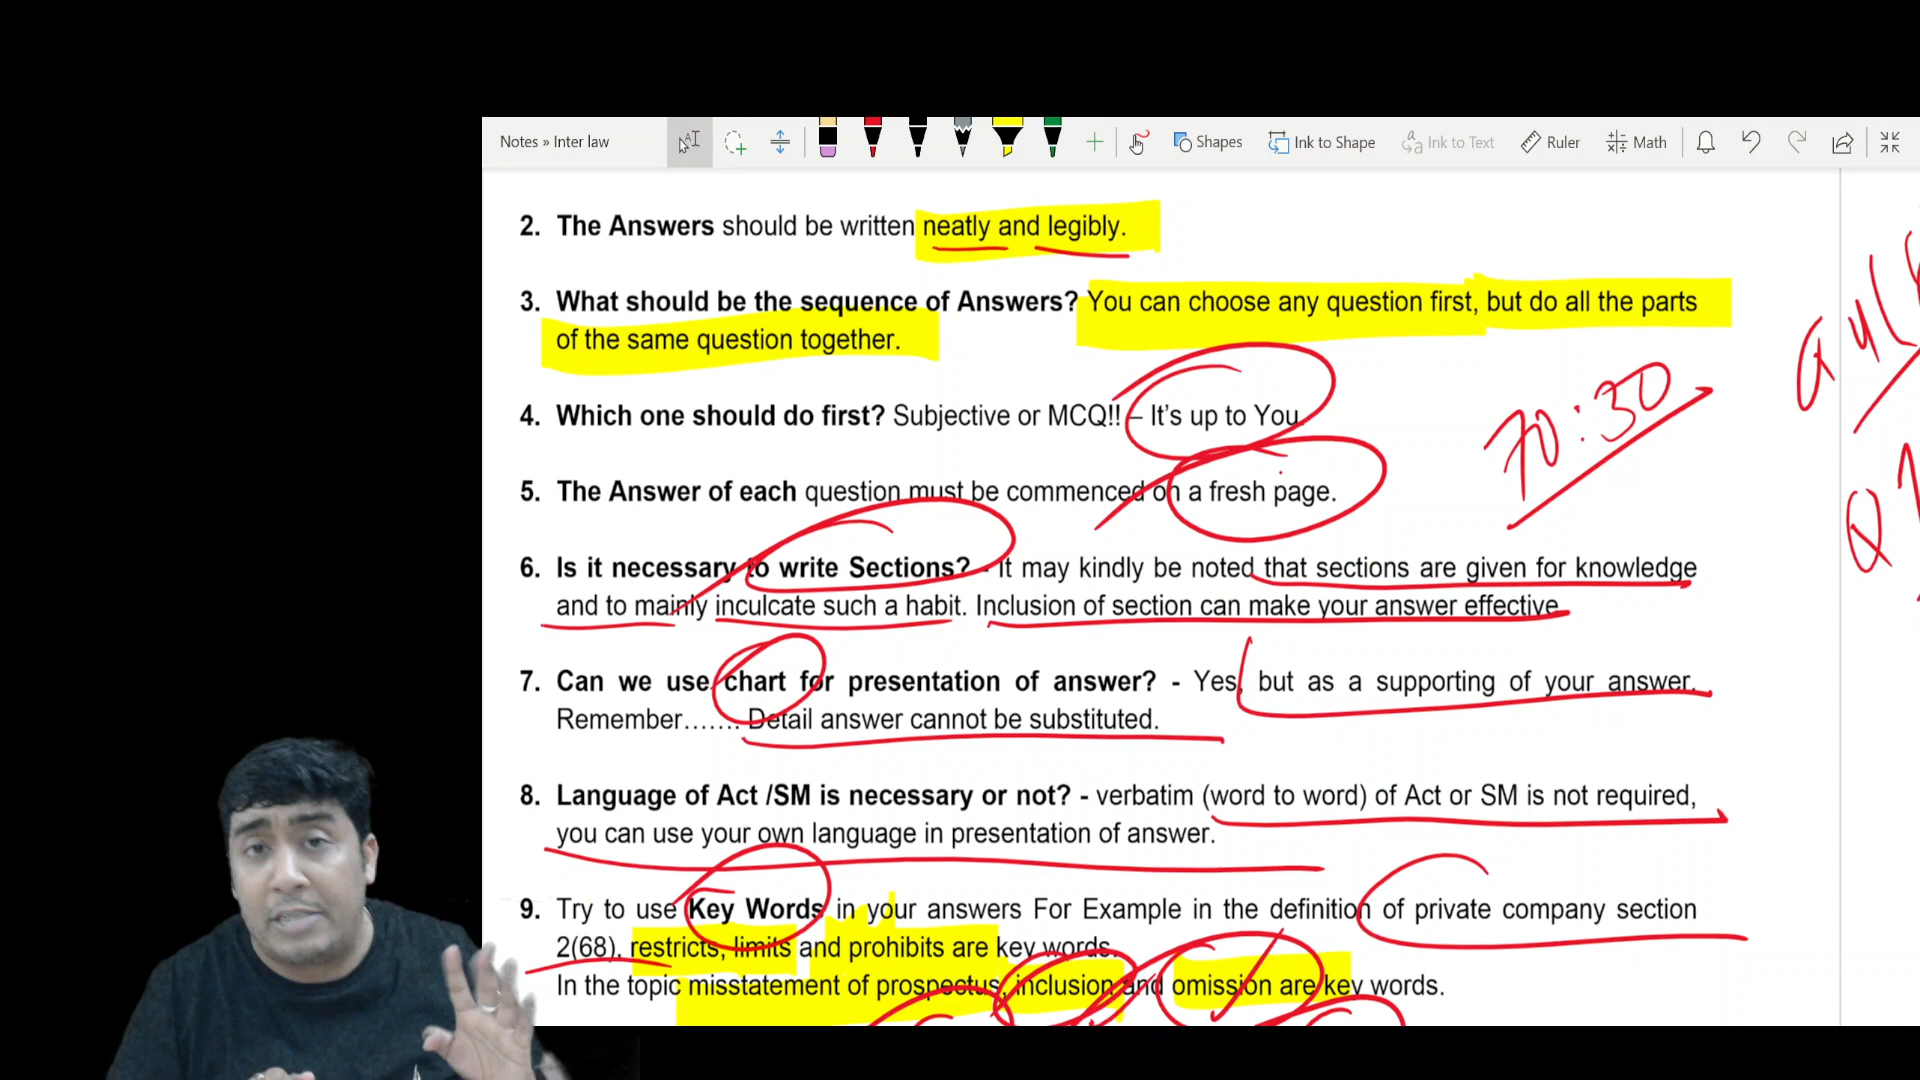 Notes » Inter law
Shapes
Ink to Shape
Ink to Text
Ruler
Math
2. The Answers should be written neatly and legibly.
3. What should be the sequence of Answers? You can choose any question first, but do all the parts
of the same question together.
4. Which one should do first? Subjective or MCQ!! – It's up to You.
70:30
5. The Answer of each question must be commenced on a fresh page.
6. Is it necessary to write Sections? - It may kindly be noted that sections are given for knowledge
and to mainly inculcate such a habit. Inclusion of section can make your answer effective
7. Can we use chart for presentation of answer? - Yes, but as a supporting of your answer.
Remember……. Detail answer cannot be substituted.
8. Language of Act /SM is necessary or not? - verbatim (word to word) of Act or SM is not required,
you can use your own language in presentation of answer.
9. Try to use Key Words in your answers For Example in the definition of private company section
2(68). restricts, limits and prohibits are key words.
In the topic misstatement of prospectus, inclusion and omission are key words.